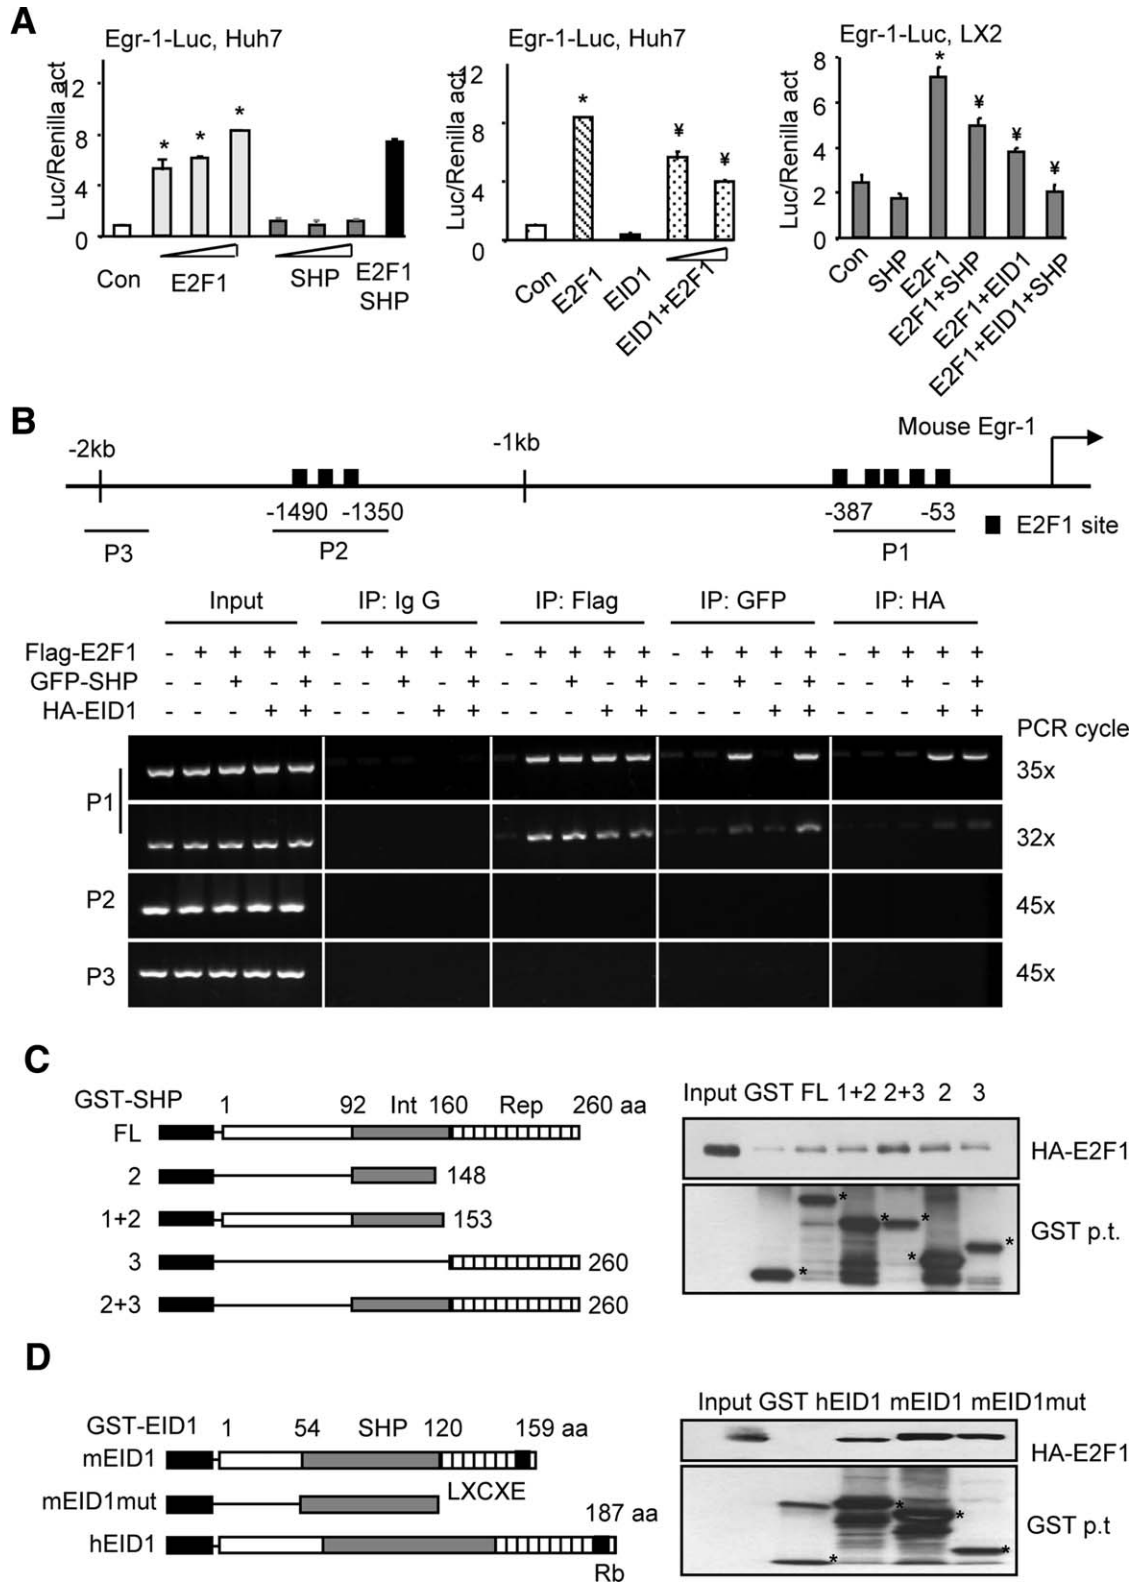 A
Egr-1-Luc, Huh7
Luc/Renilla act
12
8
4
0
* * *
Con
E2F1
SHP
E2F1
SHP
Egr-1-Luc, Huh7
Luc/Renilla act
12
8
4
0
* ¥ ¥
Con
E2F1
EID1
EID1+E2F1
Egr-1-Luc, LX2
Luc/Renilla act
8
6
4
2
0
* ¥ ¥ ¥
Con
SHP
E2F1
E2F1+SHP
E2F1+EID1
E2F1+EID1+SHP
B
-2kb -1kb Mouse Egr-1
-1490 -1350 -387 -53 E2F1 site
P3 P2 P1
Input IP: Ig G IP: Flag IP: GFP IP: HA
Flag-E2F1 - + + + + - + + + + - + + + + - + + + + - + + + +
GFP-SHP - - + - + - - + - + - - + - + - - + - + - - + - +
HA-EID1 - - - + + - - - + + - - - + + - - - + + - - - + +
PCR cycle
P1 35x
32x
P2 45x
P3 45x
C
GST-SHP 1 92 Int 160 Rep 260 aa
FL
2 148
1+2 153
3 260
2+3 260
Input GST FL 1+2 2+3 2 3
HA-E2F1
GST p.t.
* * * * * *
D
GST-EID1 1 54 SHP 120 159 aa
mEID1
LXCXE
mEID1mut
187 aa
hEID1
Rb
Input GST hEID1 mEID1 mEID1mut
HA-E2F1
GST p.t
* * * *